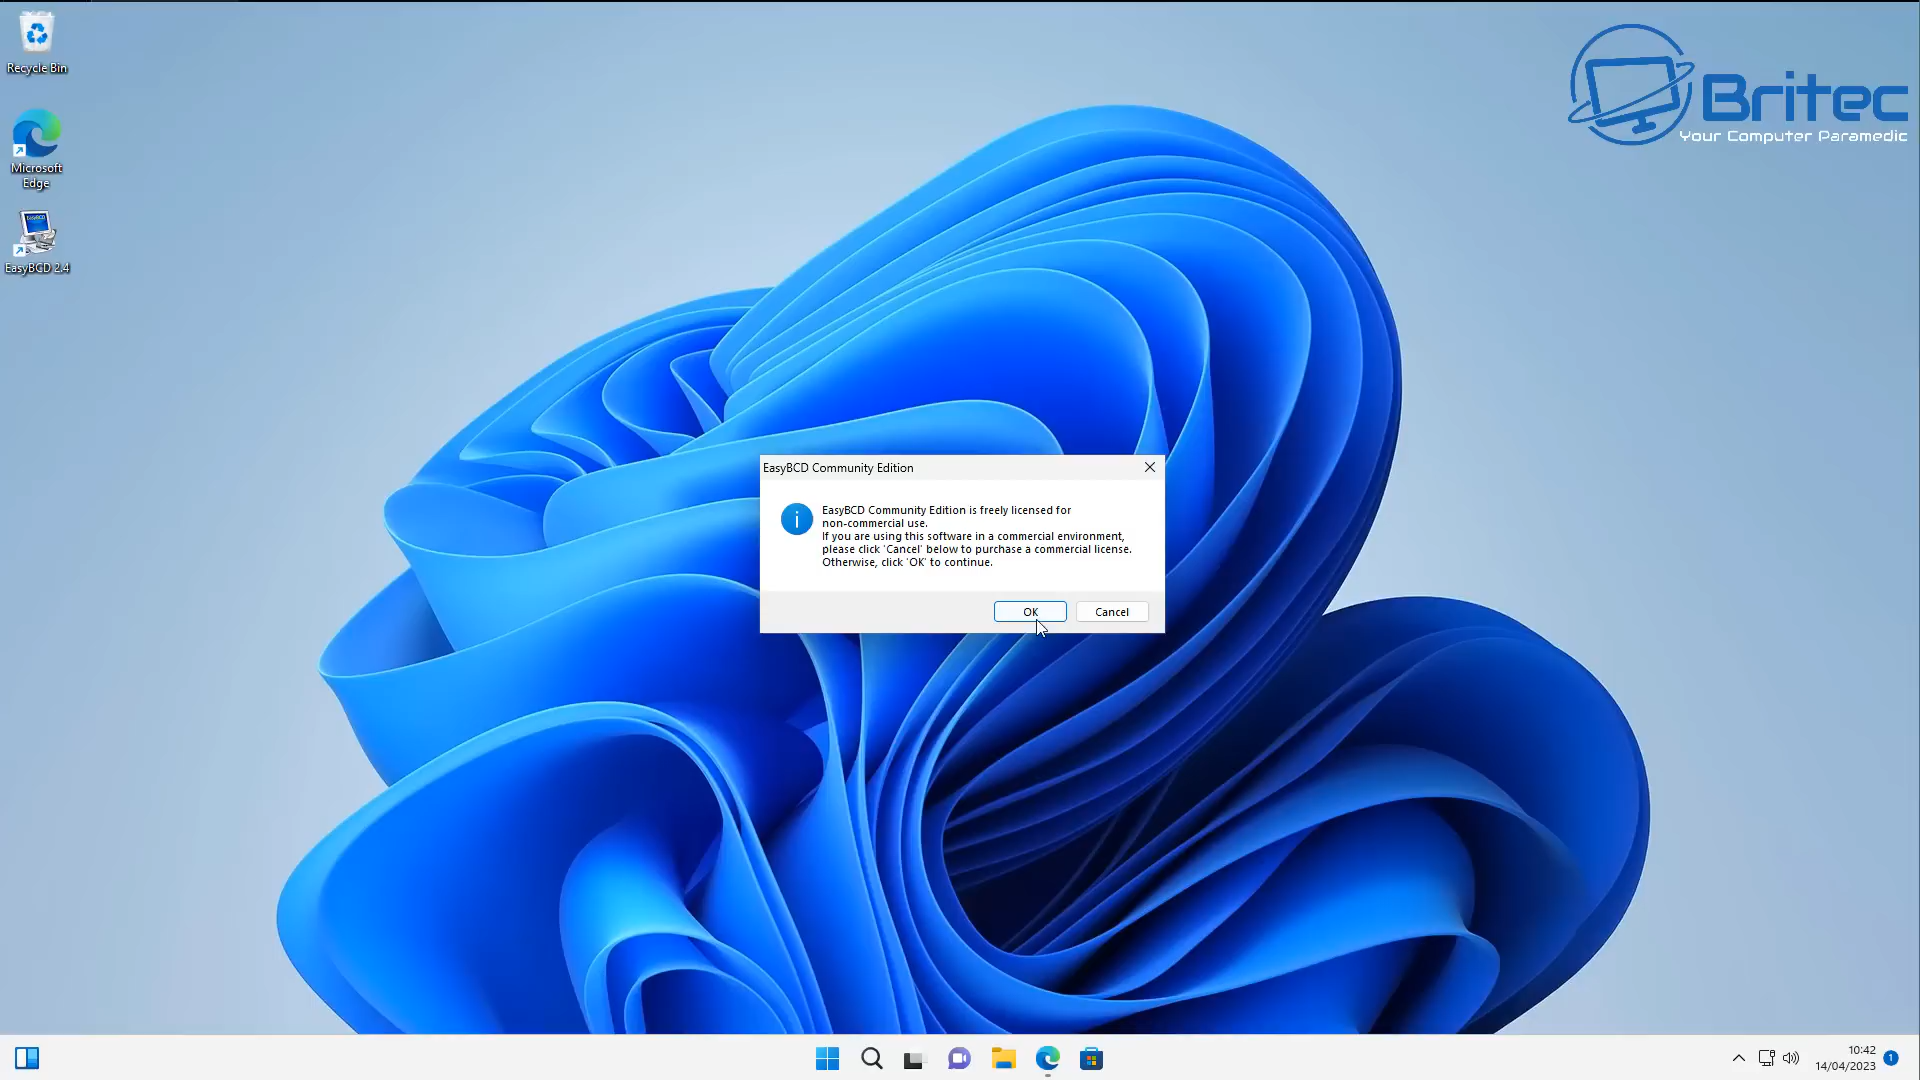 Recycle Bin
Microsoft
Edge
EasyBCD
EasyBCD 2.4
Britec
Your Computer Paramedic
EasyBCD Community Edition
i
EasyBCD Community Edition is freely licensed for
non-commercial use.
If you are using this software in a commercial environment,
please click 'Cancel' below to purchase a commercial license.
Otherwise, click 'OK' to continue.
OK
Cancel
10:42
14/04/2023
1